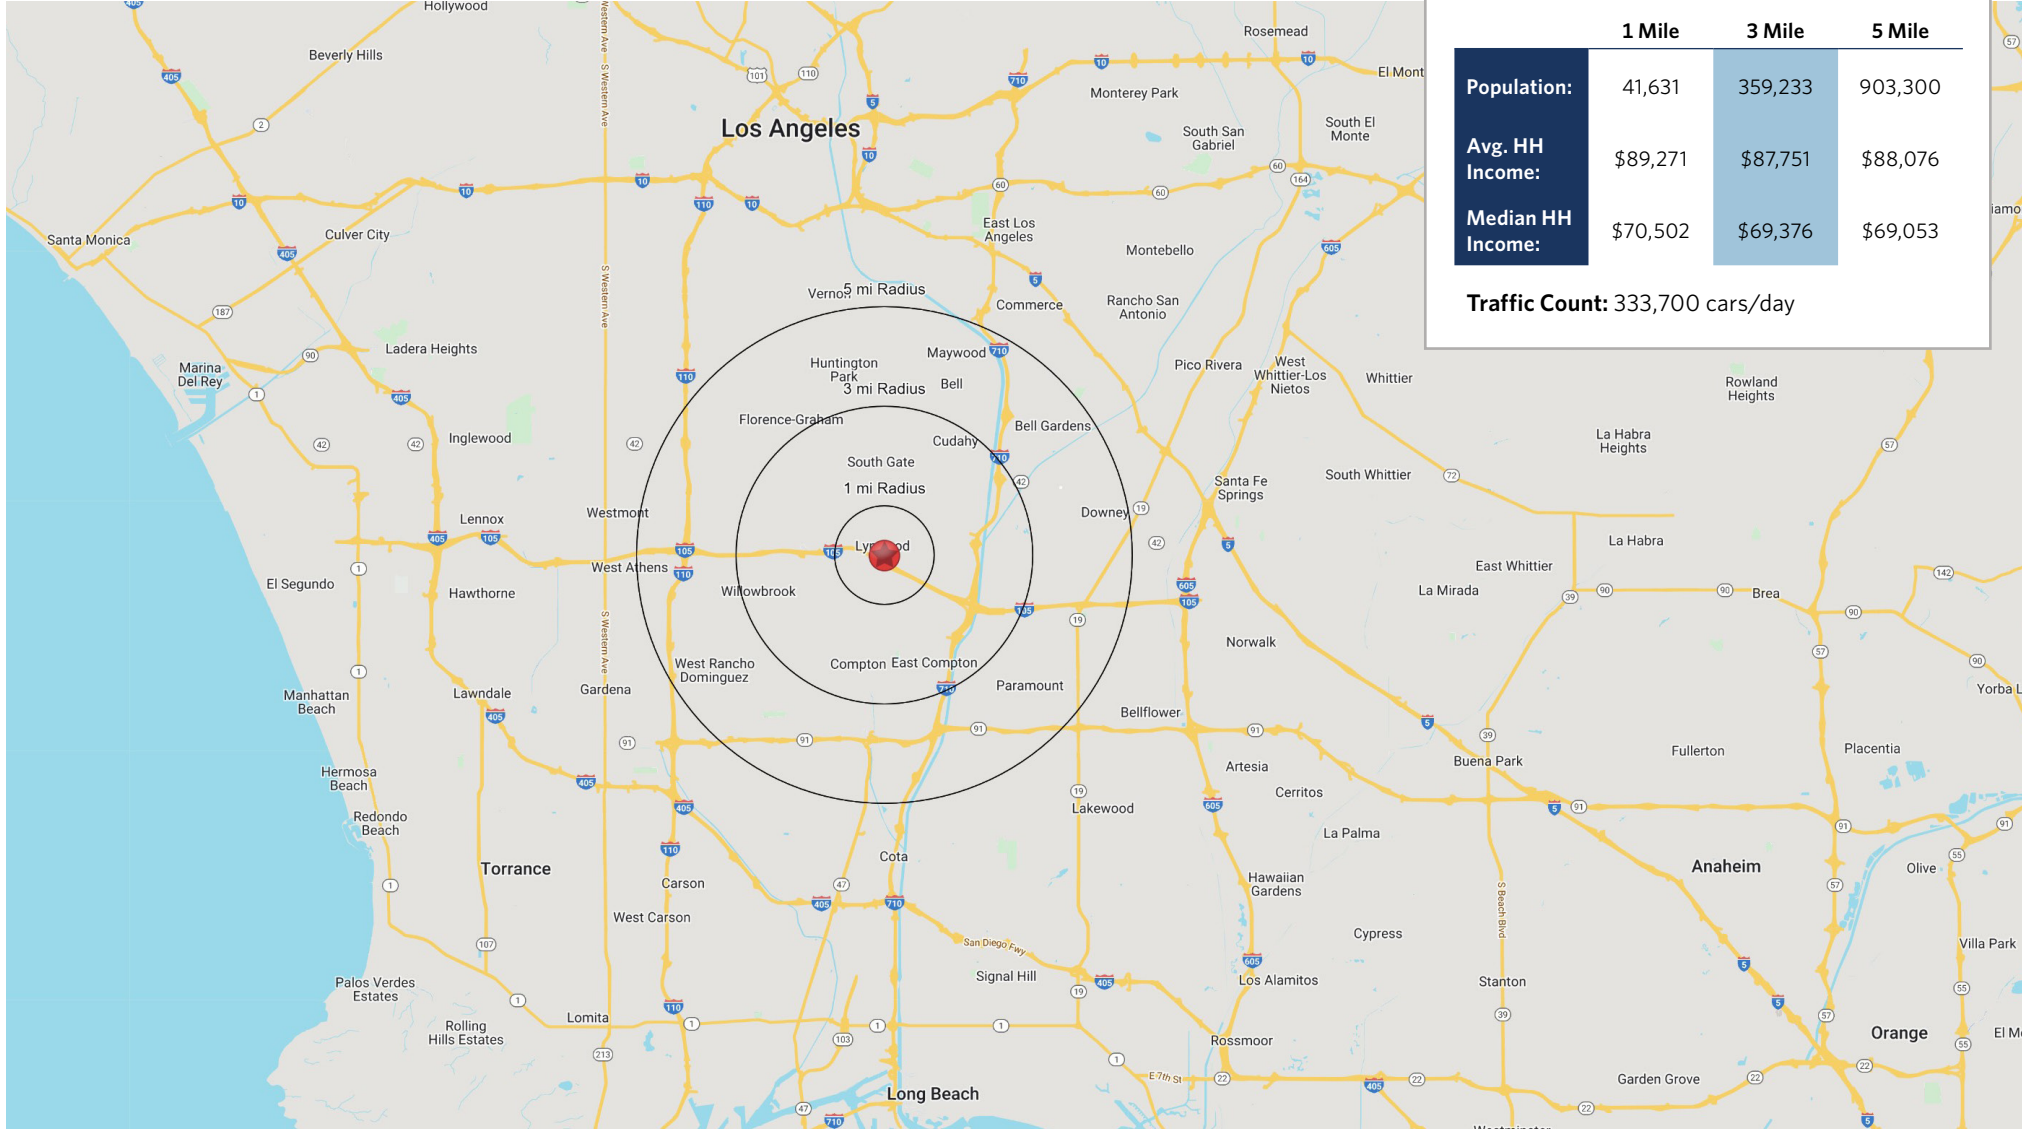 1 Mile 3 Mile 5 Mile
Population: 41,631 359,233 903,300
Avg. HH
Income: $89,271 $87,751 $88,076
Median HH
Income: $70,502 $69,376 $69,053
Traffic Count: 333,700 cars/day
Hollywood
Beverly Hills
Rosemead
El Mont
Monterey Park
Los Angeles
South San
Gabriel
South El
Monte
Santa Monica
Culver City
East Los
Angeles
Montebello
Vernon
5 mi Radius
Commerce
Rancho San
Antonio
Ladera Heights
Marina
Del Rey
Huntington
Park
Maywood
3 mi Radius
Bell
Pico Rivera
West
Whittier-Los
Nietos
Whittier
Rowland
Heights
Florence-Graham
Inglewood
Cudahy
Bell Gardens
La Habra
Heights
South Gate
1 mi Radius
South Whittier
Santa Fe
Springs
Lennox
Westmont
Downey
La Habra
West Athens
East Whittier
El Segundo
Hawthorne
Willowbrook
La Mirada
Brea
Norwalk
West Rancho
Dominguez
Compton
East Compton
Paramount
Manhattan
Beach
Lawndale
Gardena
Yorba L
Bellflower
Hermosa
Beach
Artesia
Buena Park
Fullerton
Placentia
Cerritos
Redondo
Beach
Lakewood
La Palma
Torrance
Cota
Carson
Hawaiian
Gardens
Anaheim
Olive
West Carson
Cypress
Villa Park
San Diego Fwy
Signal Hill
Los Alamitos
Stanton
Palos Verdes
Estates
Lomita
Rolling
Hills Estates
Rossmoor
Orange
El M
E 7th St
Garden Grove
Long Beach
S Western Ave
S Western Ave
S Western Ave
S Western Ave
S Beach Blvd